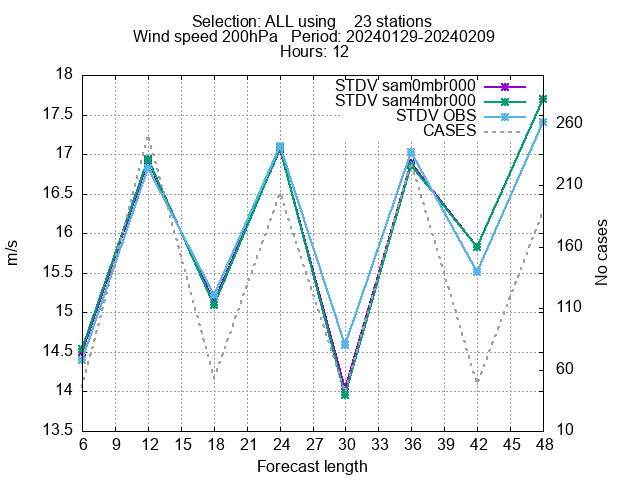 Selection: ALL using    23 stations
Wind speed 200hPa   Period: 20240129-20240209
Hours: 12
STDV sam0mbr000
STDV sam4mbr000
STDV OBS
CASES
18
17.5
17
16.5
16
15.5
15
14.5
14
13.5
m/s
260
210
160
110
60
10
No cases
6 9 12 15 18 21 24 27 30 33 36 39 42 45 48
Forecast length